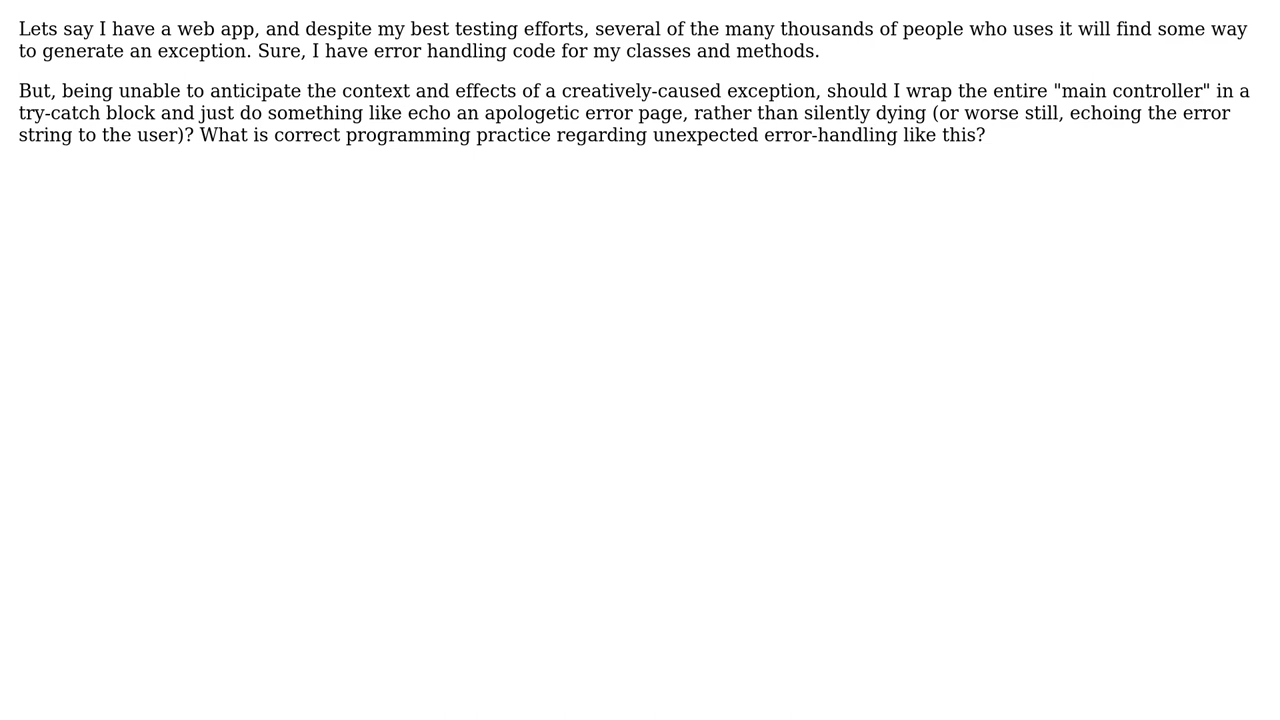 Lets say I have a web app, and despite my best testing efforts, several of the many thousands of people who uses it will find some way
to generate an exception. Sure, I have error handling code for my classes and methods.
But, being unable to anticipate the context and effects of a creatively-caused exception, should I wrap the entire "main controller" in a
try-catch block and just do something like echo an apologetic error page, rather than silently dying (or worse still, echoing the error
string to the user)? What is correct programming practice regarding unexpected error-handling like this?